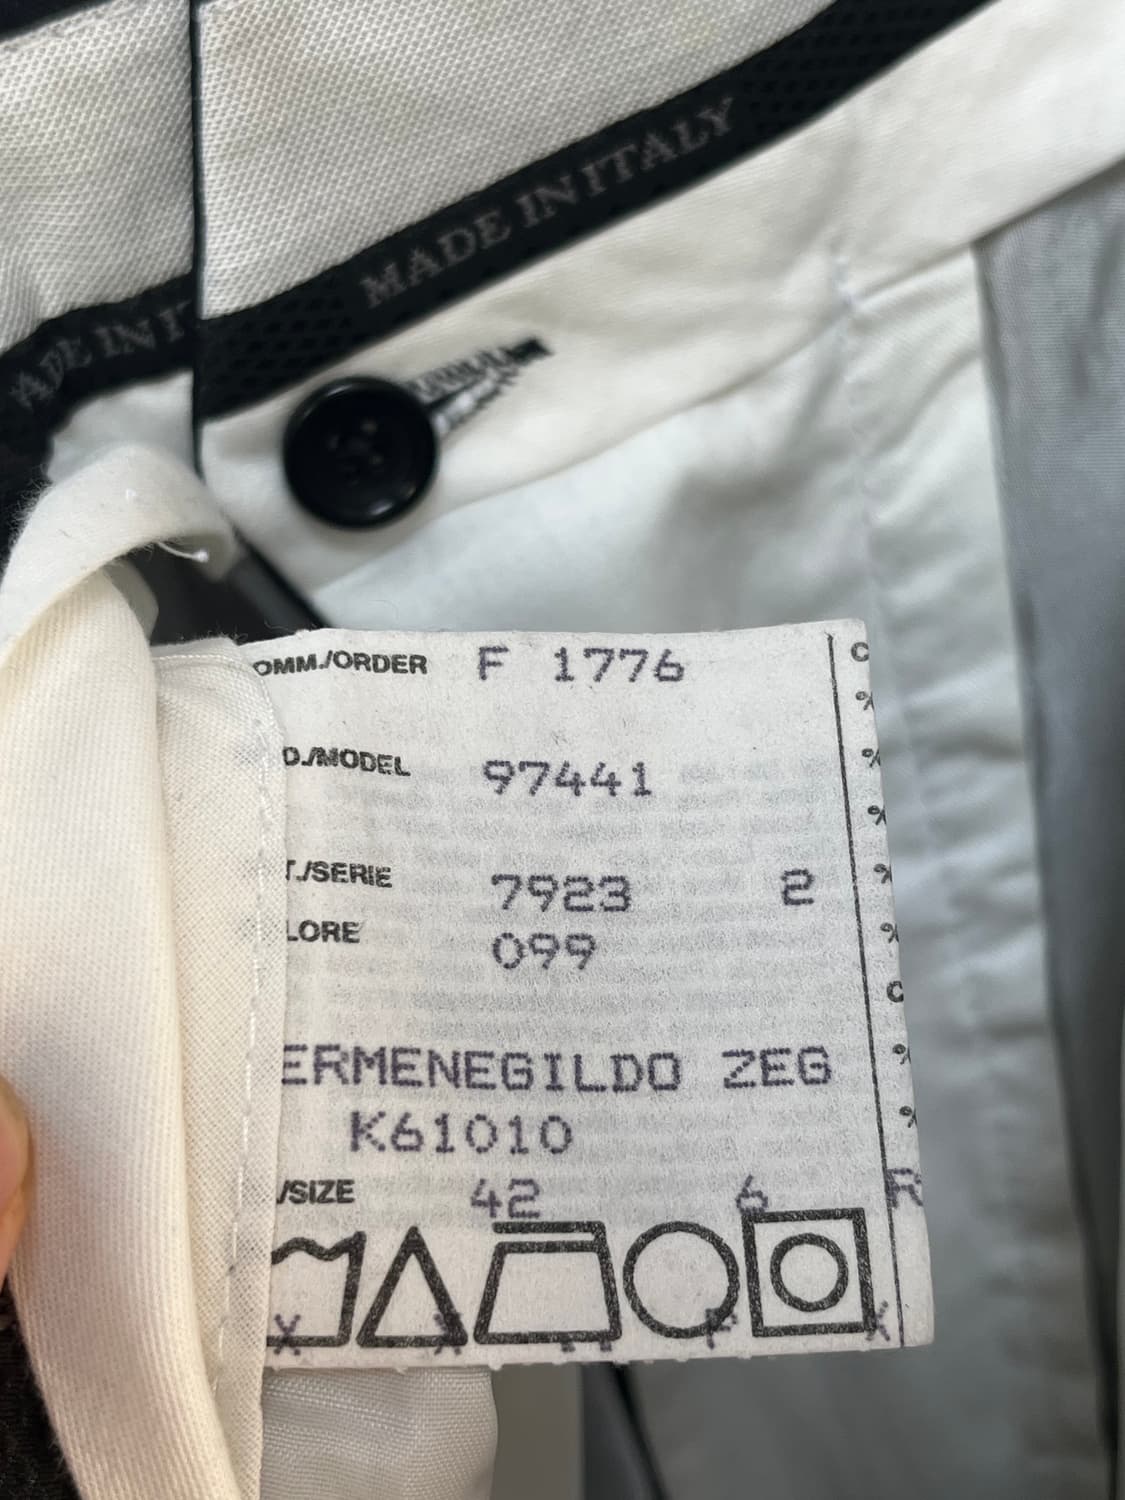 MADE IN ITALY
ADE IN IT
OMM./ORDER F 1776 C
%
O./MODEL 97441 %
%
T./SERIE 7923 2 %
LORE 099 %
C
ERMENEGILDO ZEG %
K61010 %
/SIZE 42 6 R
X X .. F X